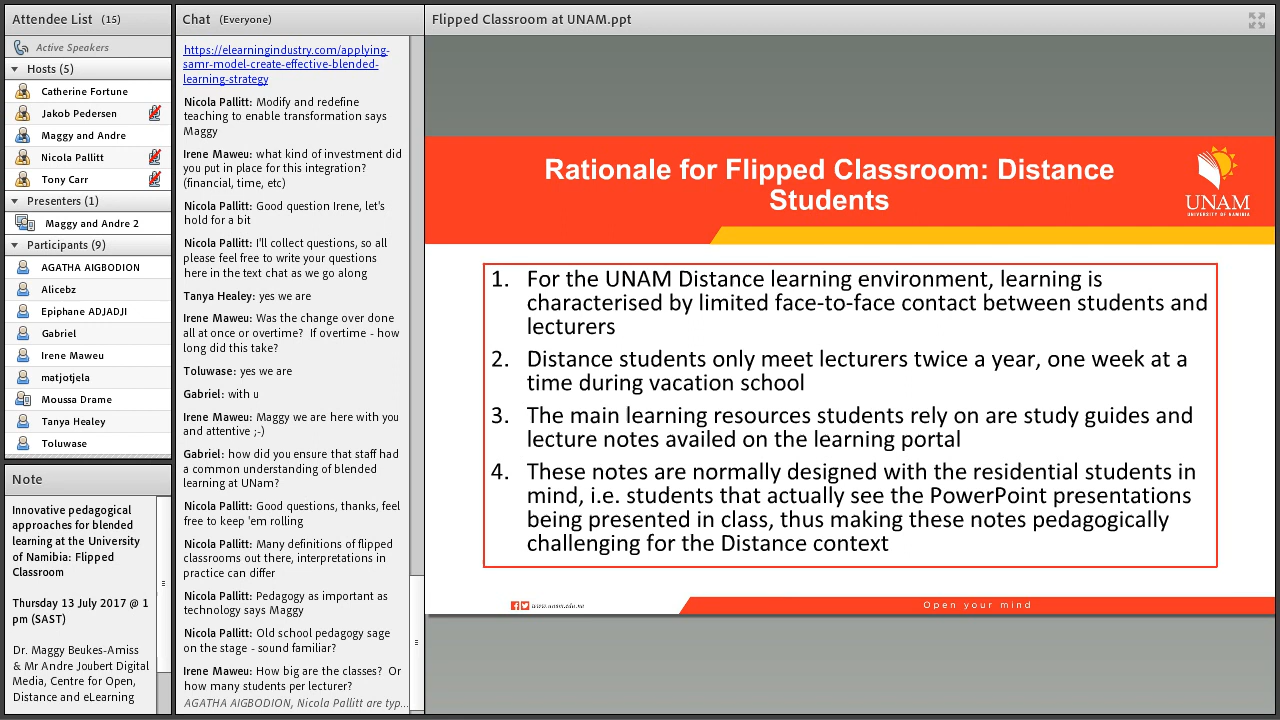 Attendee List (15)
Active Speakers
Hosts (5)
Catherine Fortune
Jakob Pedersen
Maggy and Andre
Nicola Pallitt
Tony Carr
Presenters (1)
Maggy and Andre 2
Participants (9)
AGATHA AIGBODION
Alicebz
Epiphane ADJADJI
Gabriel
Irene Maweu
matjotjela
Moussa Drame
Tanya Healey
Toluwase
Note
Innovative pedagogical
approaches for blended
learning at the University
of Namibia: Flipped
Classroom
Thursday 13 July 2017 @ 1
pm (SAST)
Dr. Maggy Beukes-Amiss
& Mr Andre Joubert Digital
Media, Centre for Open,
Distance and eLearning
Chat (Everyone)
https://elearningindustry.com/applying-
samr-model-create-effective-blended-
learning-strategy
Nicola Pallitt: Modify and redefine
teaching to enable transformation says
Maggy
Irene Maweu: what kind of investment did
you put in place for this integration?
(financial, time, etc)
Nicola Pallitt: Good question Irene, let's
hold for a bit
Nicola Pallitt: I'll collect questions, so all
please feel free to write your questions
here in the text chat as we go along
Tanya Healey: yes we are
Irene Maweu: Was the change over done
all at once or overtime? If overtime - how
long did this take?
Toluwase: yes we are
Gabriel: with u
Irene Maweu: Maggy we are here with you
and attentive ;-)
Gabriel: how did you ensure that staff had
a common understanding of blended
learning at UNam?
Nicola Pallitt: Good questions, thanks, feel
free to keep 'em rolling
Nicola Pallitt: Many definitions of flipped
classrooms out there, interpretations in
practice can differ
Nicola Pallitt: Pedagogy as important as
technology says Maggy
Nicola Pallitt: Old school pedagogy sage
on the stage - sound familiar?
Irene Maweu: How big are the classes? Or
how many students per lecturer?
AGATHA AIGBODION, Nicola Pallitt are typ...
Flipped Classroom at UNAM.ppt
Rationale for Flipped Classroom: Distance
Students
UNAM
UNIVERSITY OF NAMIBIA
1. For the UNAM Distance learning environment, learning is
characterised by limited face-to-face contact between students and
lecturers
2. Distance students only meet lecturers twice a year, one week at a
time during vacation school
3. The main learning resources students rely on are study guides and
lecture notes availed on the learning portal
4. These notes are normally designed with the residential students in
mind, i.e. students that actually see the PowerPoint presentations
being presented in class, thus making these notes pedagogically
challenging for the Distance context
www.unam.edu.na
Open your mind